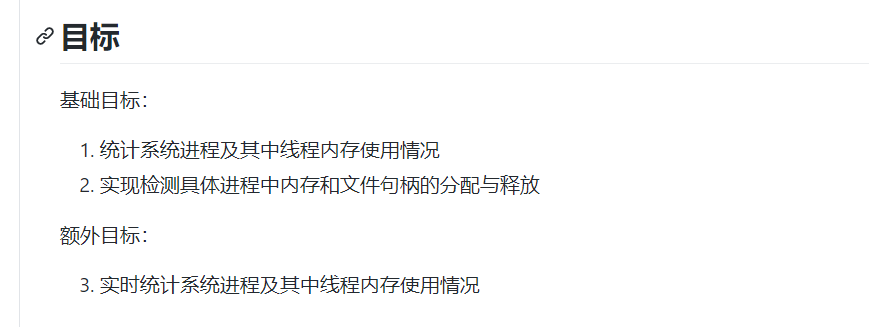 目标
基础目标：
1. 统计系统进程及其中线程内存使用情况
2. 实现检测具体进程中内存和文件句柄的分配与释放
额外目标：
3. 实时统计系统进程及其中线程内存使用情况